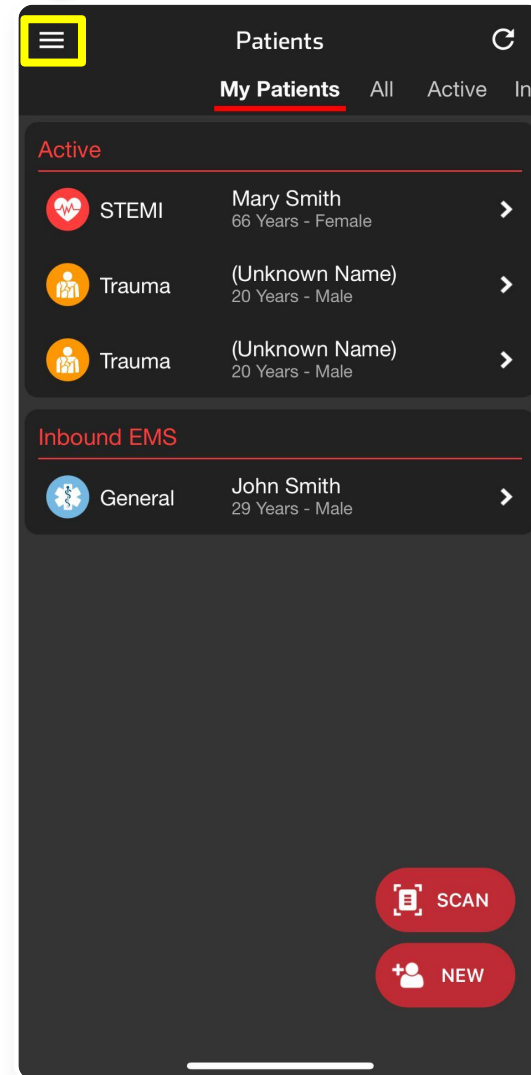 Patients
My Patients All Active In
Active
STEMI Mary Smith
66 Years - Female
Trauma (Unknown Name)
20 Years - Male
Trauma (Unknown Name)
20 Years - Male
Inbound EMS
General John Smith
29 Years - Male
SCAN
NEW